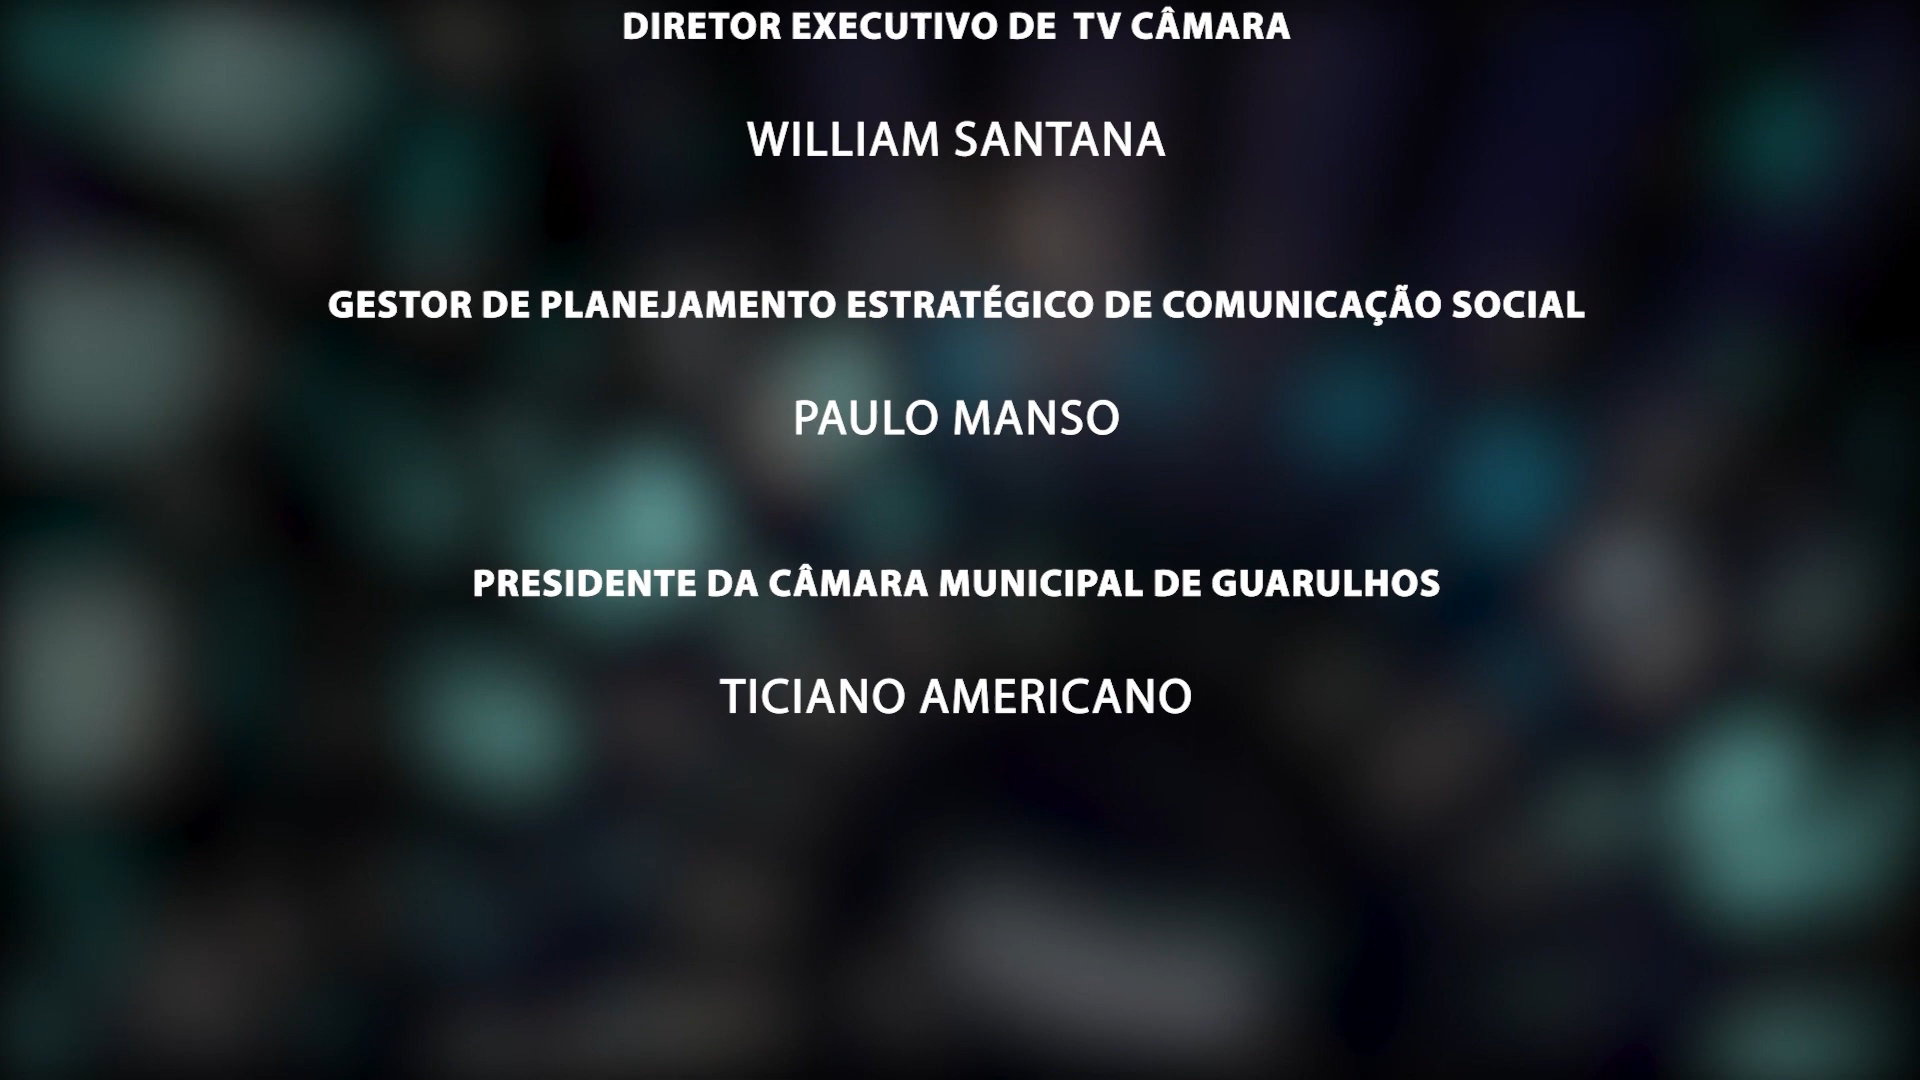 DIRETOR EXECUTIVO DE TV CÂMARA
WILLIAM SANTANA
GESTOR DE PLANEJAMENTO ESTRATÉGICO DE COMUNICAÇÃO SOCIAL
PAULO MANSO
PRESIDENTE DA CÂMARA MUNICIPAL DE GUARULHOS
TICIANO AMERICANO